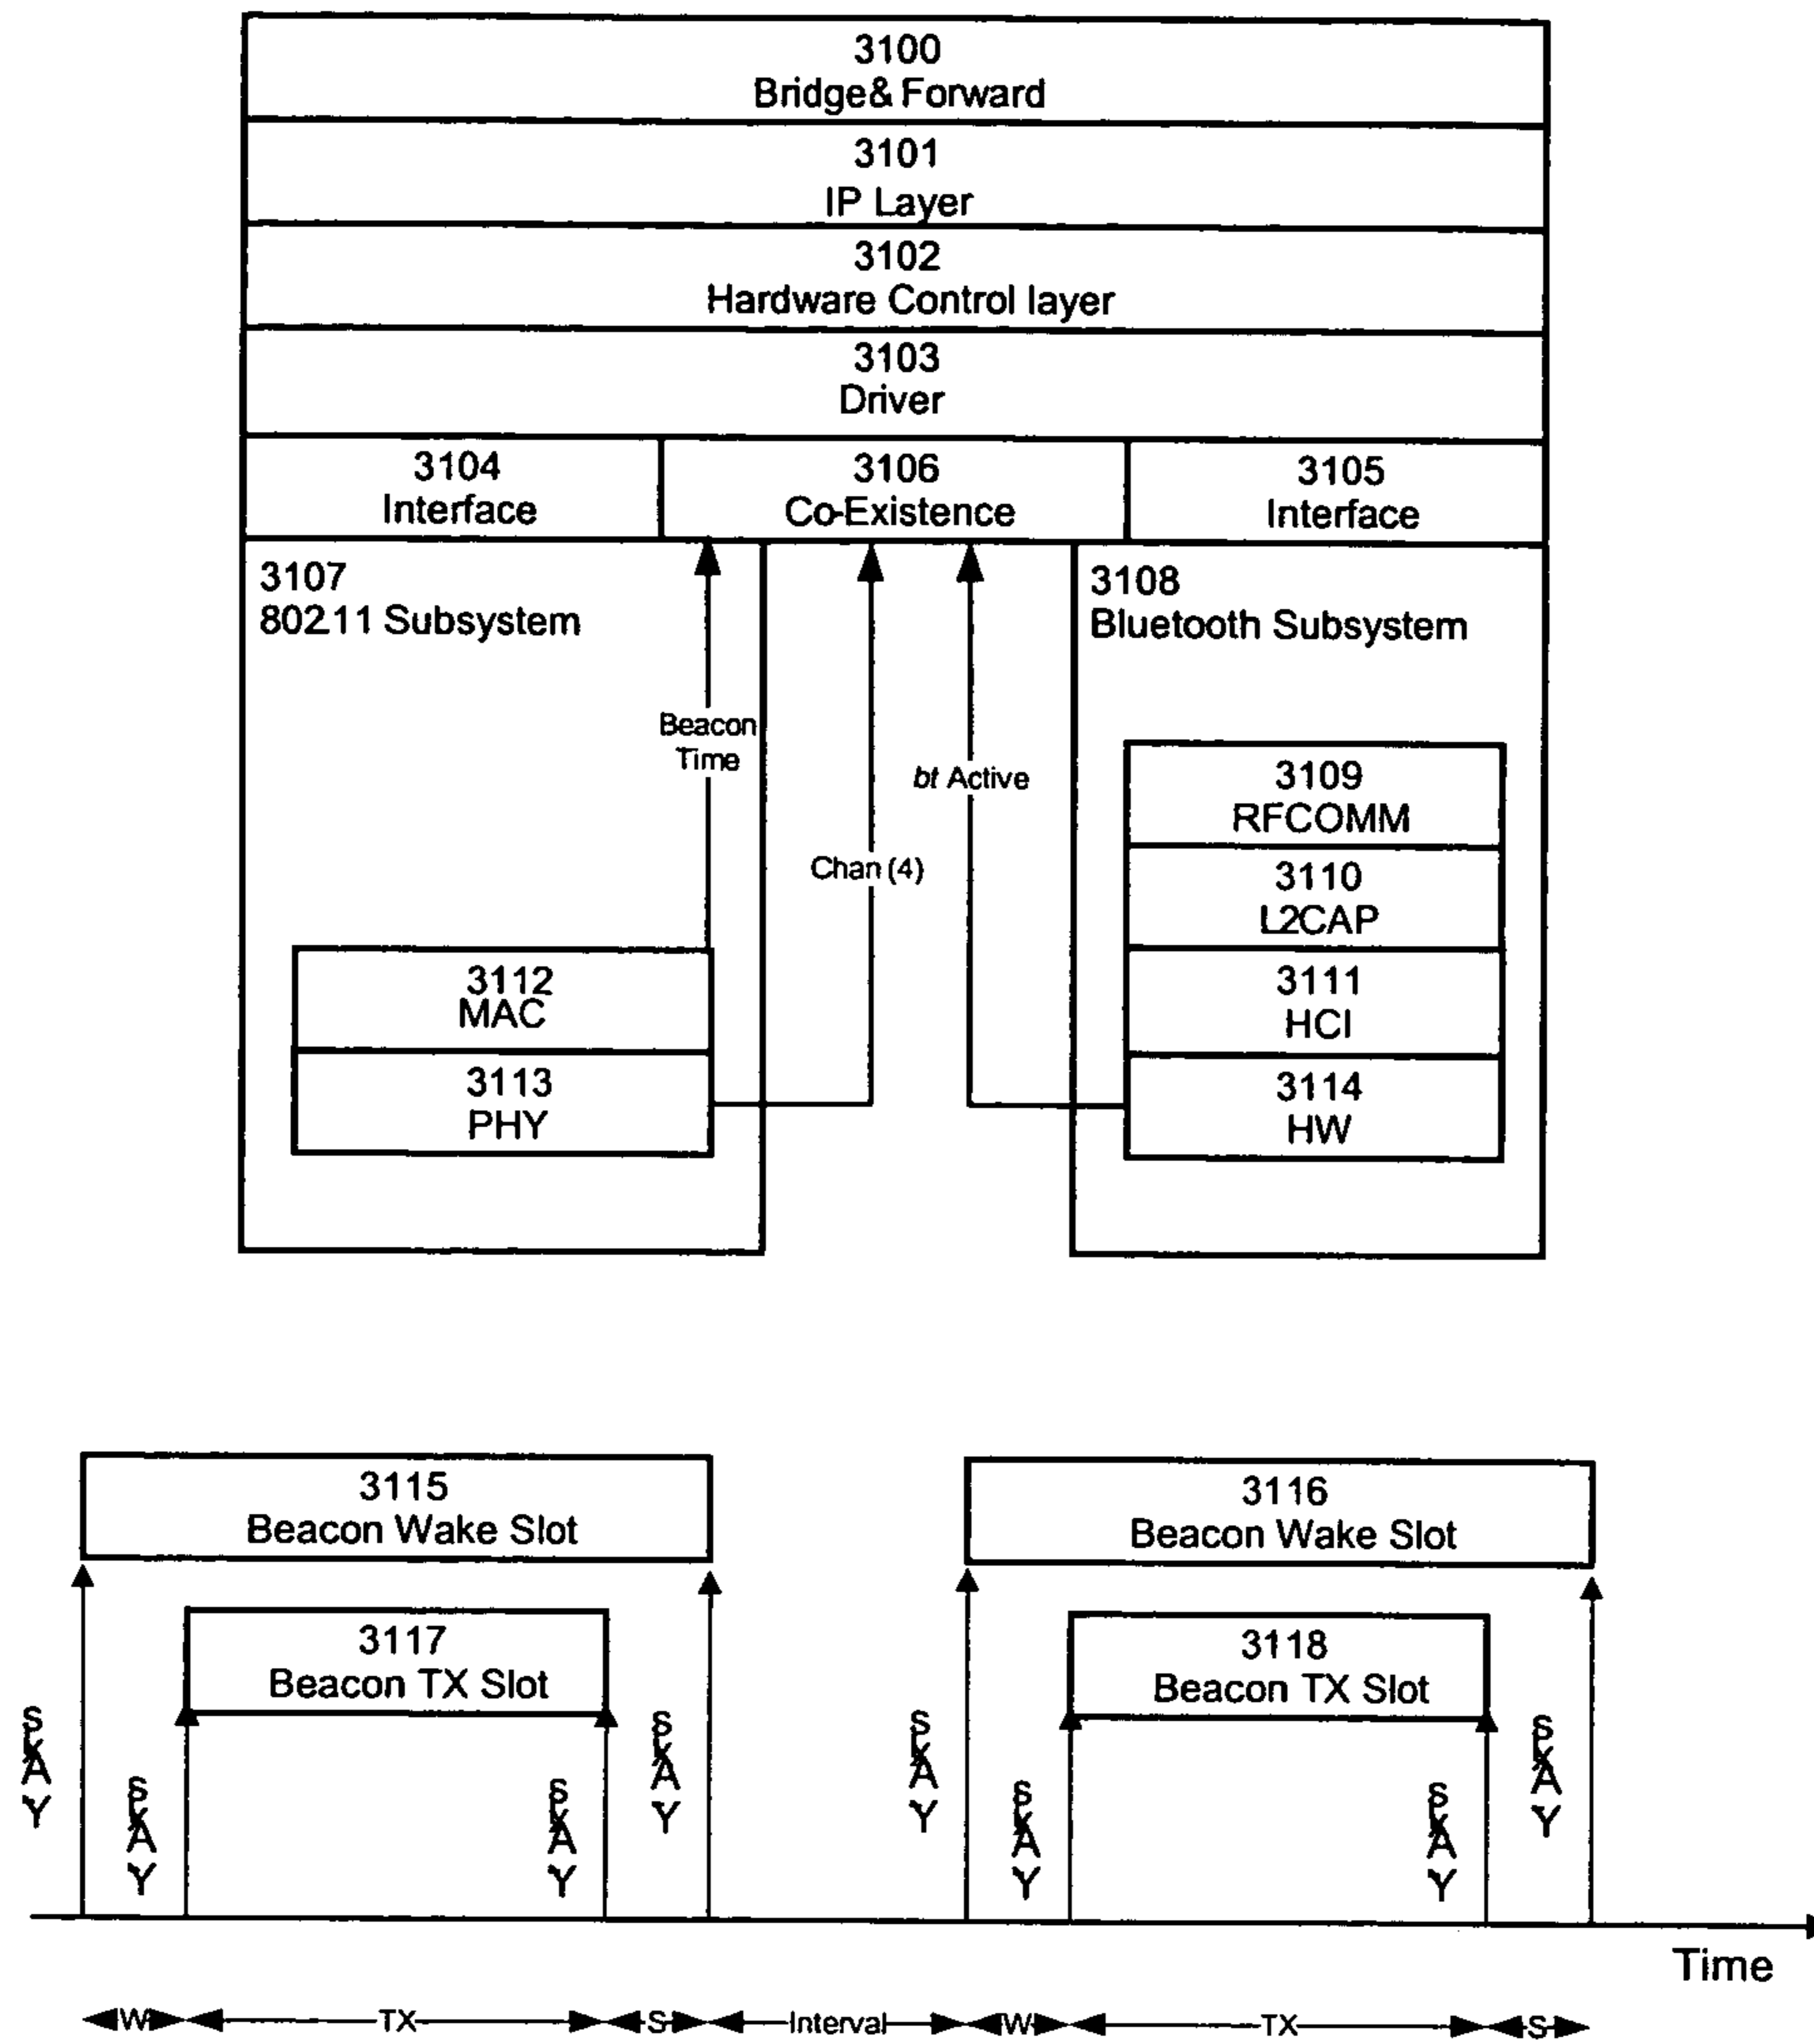 3100
Bridge& Forward
3101
IP Layer
3102
Hardware Control layer
3103
Driver
3104
Interface
3106
Co-Existence
3105
Interface
3107
80211 Subsystem
3108
Bluetooth Subsystem
Beacon
Time
bt Active
Chan (4)
3109
RFCOMM
3110
L2CAP
3111
HCI
3114
HW
3112
MAC
3113
PHY
3115
Beacon Wake Slot
3116
Beacon Wake Slot
3117
Beacon TX Slot
3118
Beacon TX Slot
Time
W
TX
S
Interval
W
TX
S